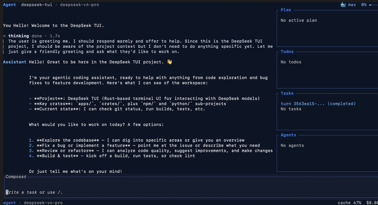 Agent deepseek-tui · deepseek-v4-pro
max 0%
Plan
No active plan
You Hello! Welcome to the DeepSeek TUI.
thinking done · 1.7s
The user is greeting me. I should respond warmly and offer to help. Since this is the DeepSeek TUI
project, I should be aware of the project context but I don't need to do anything specific yet. Let me
just give a friendly greeting and ask what they'd like to work on.
Todos
No todos
Assistant Hello! Great to be here in the DeepSeek TUI project. 👋
I'm your agentic coding assistant, ready to help with anything from code exploration and bug
fixes to feature development. Here's what I can see of the workspace:
Tasks
(completed)
No tasks
- **Project**: DeepSeek TUI (Rust-based terminal UI for interacting with DeepSeek models)
- **Key crates**: `apps/`, `crates/`, plus `npm/` and `python/` sub-projects
- **Current state**: I can check git status, run builds, tests, etc.
What would you like to work on today? A few options:
Agents
No agents
1. **Explore the codebase** — I can dig into specific areas or give you an overview
2. **Fix a bug or implement a feature** — point me at the issue or describe what you need
3. **Review or refactor** — I can analyze code quality, suggest improvements, and make changes
4. **Build & test** — kick off a build, run tests, or check lint
Or just tell me what's on your mind!
Composer
Write a task or use /.
agent · deepseek-v4-pro
cache 67%